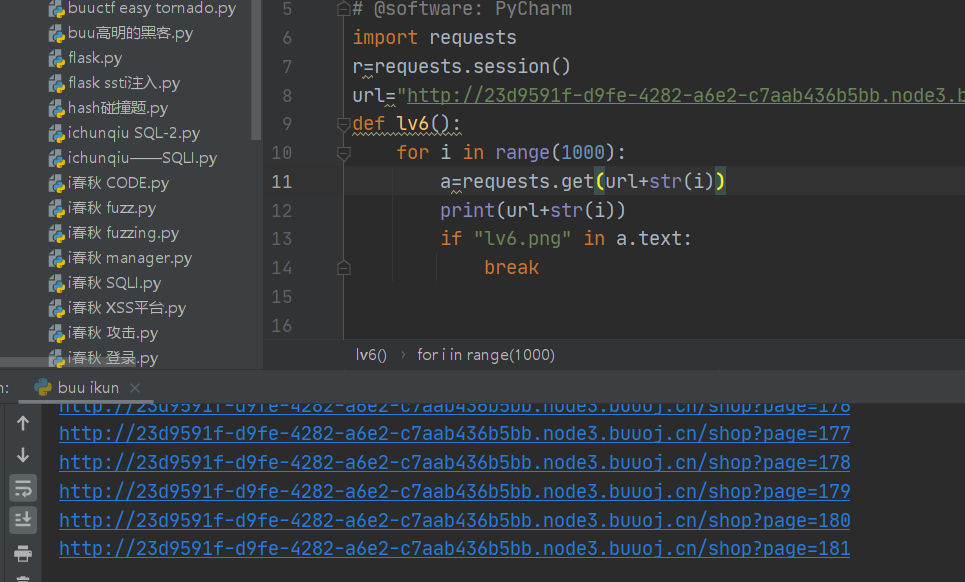 buuctf easy tornado.py
buu高明的黑客.py
flask.py
flask ssti注入.py
hash碰撞题.py
ichunqiu SQL-2.py
ichunqiu——SQLI.py
i春秋 CODE.py
i春秋 fuzz.py
i春秋 fuzzing.py
i春秋 manager.py
i春秋 SQLI.py
i春秋 XSS平台.py
i春秋 攻击.py
i春秋 登录.py
5 # @software: PyCharm
6 import requests
7 r=requests.session()
8 url="http://23d9591f-d9fe-4282-a6e2-c7aab436b5bb.node3.b
9 def lv6():
10 for i in range(1000):
11 a=requests.get(url+str(i))
12 print(url+str(i))
13 if "lv6.png" in a.text:
14 break
15
16
lv6() › for i in range(1000)
n: buu ikun ×
http://23d9591f-d9fe-4282-a6e2-c7aab436b5bb.node3.buuoj.cn/shop?page=176
http://23d9591f-d9fe-4282-a6e2-c7aab436b5bb.node3.buuoj.cn/shop?page=177
http://23d9591f-d9fe-4282-a6e2-c7aab436b5bb.node3.buuoj.cn/shop?page=178
http://23d9591f-d9fe-4282-a6e2-c7aab436b5bb.node3.buuoj.cn/shop?page=179
http://23d9591f-d9fe-4282-a6e2-c7aab436b5bb.node3.buuoj.cn/shop?page=180
http://23d9591f-d9fe-4282-a6e2-c7aab436b5bb.node3.buuoj.cn/shop?page=181